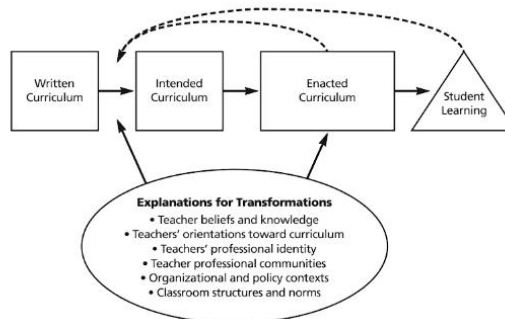 Written
Curriculum
Intended
Curriculum
Enacted
Curriculum
Student
Learning
Explanations for Transformations
• Teacher beliefs and knowledge
• Teachers' orientations toward curriculum
• Teachers' professional identity
• Teacher professional communities
• Organizational and policy contexts
• Classroom structures and norms